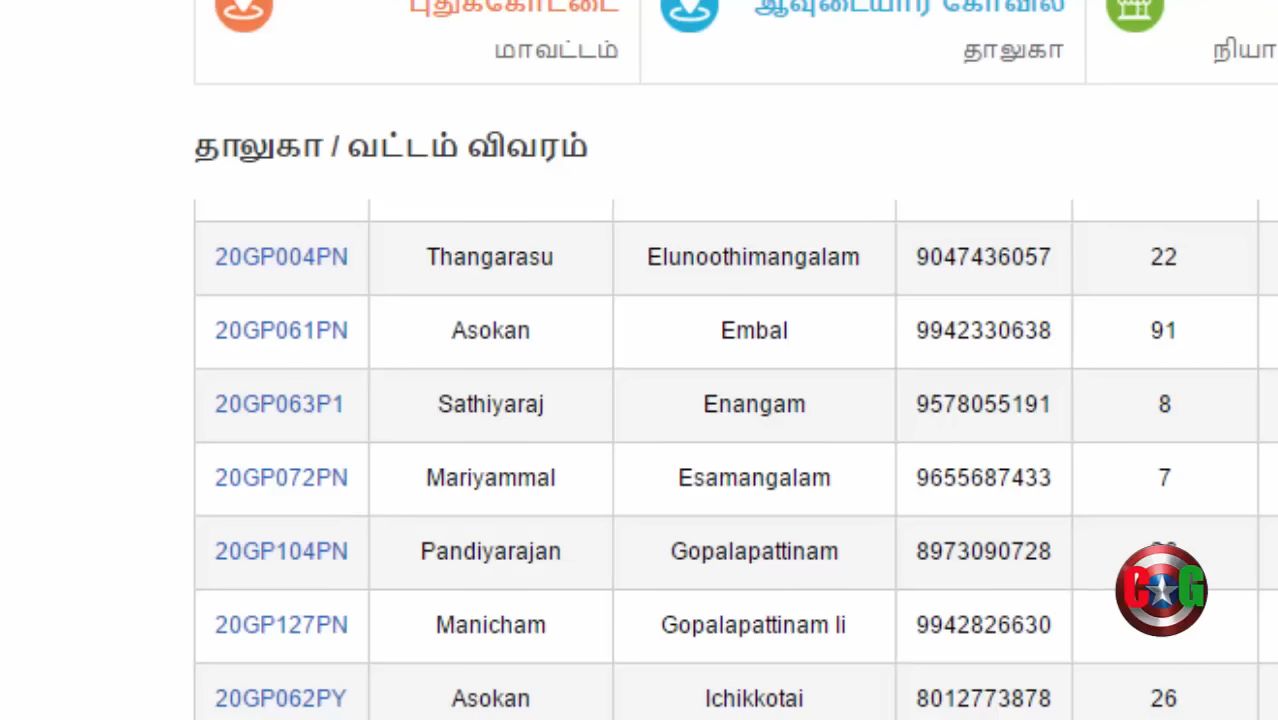 புதுக்கோட்டை
மாவட்டம்
ஆவுடையார் கோவில்
தாலுகா
தாலுகா / வட்டம் விவரம்
20GP004PN Thangarasu Elunoothimangalam 9047436057 22
20GP061PN Asokan Embal 9942330638 91
20GP063P1 Sathiyaraj Enangam 9578055191 8
20GP072PN Mariyammal Esamangalam 9655687433 7
20GP104PN Pandiyarajan Gopalapattinam 8973090728
20GP127PN Manicham Gopalapattinam Ii 9942826630
20GP062PY Asokan Ichikkotai 8012773878 26
C G